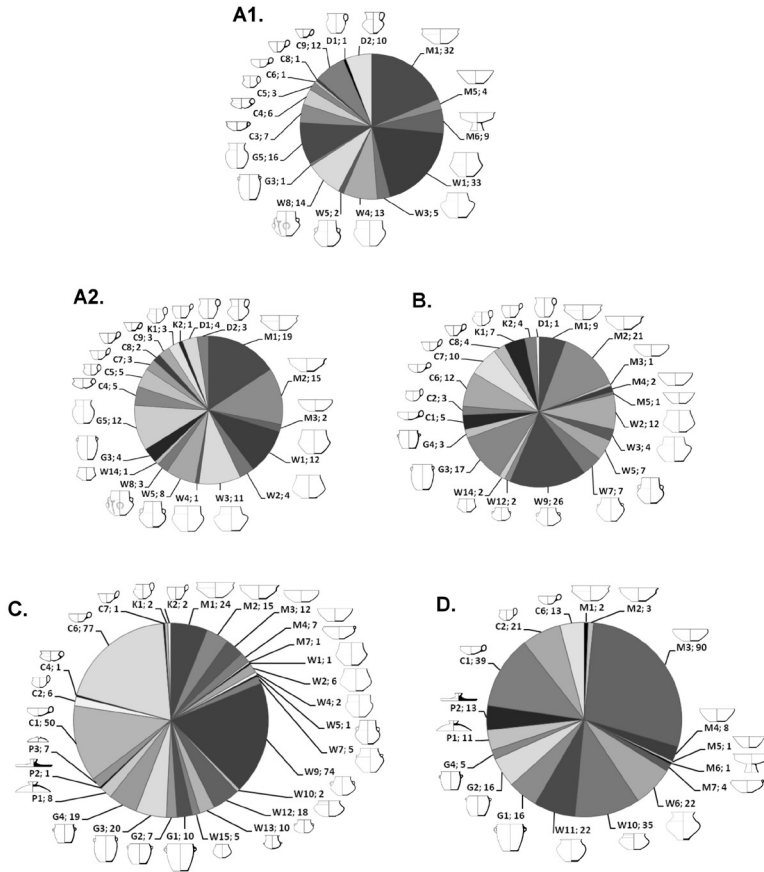 A1.
D1; 1
D2; 10
C9; 12
M1; 32
C8; 1
C6; 1
C5; 3
M5; 4
C4; 6
M6; 9
C3; 7
G5; 16
W1; 33
G3; 1
W8; 14
W3; 5
W5; 2
W4; 13
A2.
K2; 1
D1; 4
K1; 3
D2; 3
C9; 3
M1; 19
C8; 2
C7; 3
M2; 15
C5; 5
C4; 5
M3; 2
G5; 12
W1; 12
G3; 4
W14; 1
W2; 4
W8; 3
W3; 11
W5; 8
W4; 1
B.
K2; 4
D1; 1
K1; 7
M1; 9
C8; 4
M2; 21
C7; 10
M3; 1
C6; 12
M4; 2
M5; 1
C2; 3
W2; 12
C1; 5
W3; 4
G4; 3
W5; 7
G3; 17
W7; 7
W14; 2
W12; 2
W9; 26
C.
K1; 2
K2; 2
M1; 24
C7; 1
M2; 15
C6; 77
M3; 12
M4; 7
M7; 1
W1; 1
W2; 6
C4; 1
W4; 2
C2; 6
W5; 1
C1; 50
W7; 5
P3; 7
W9; 74
P2; 1
P1; 8
W10; 2
G4; 19
W12; 18
G3; 20
W13; 10
G2; 7
G1; 10
W15; 5
D.
M1; 2
C6; 13
M2; 3
C2; 21
M3; 90
C1; 39
P2; 13
M4; 8
P1; 11
M5; 1
M6; 1
G4; 5
M7; 4
G2; 16
W6; 22
G1; 16
W10; 35
W11; 22